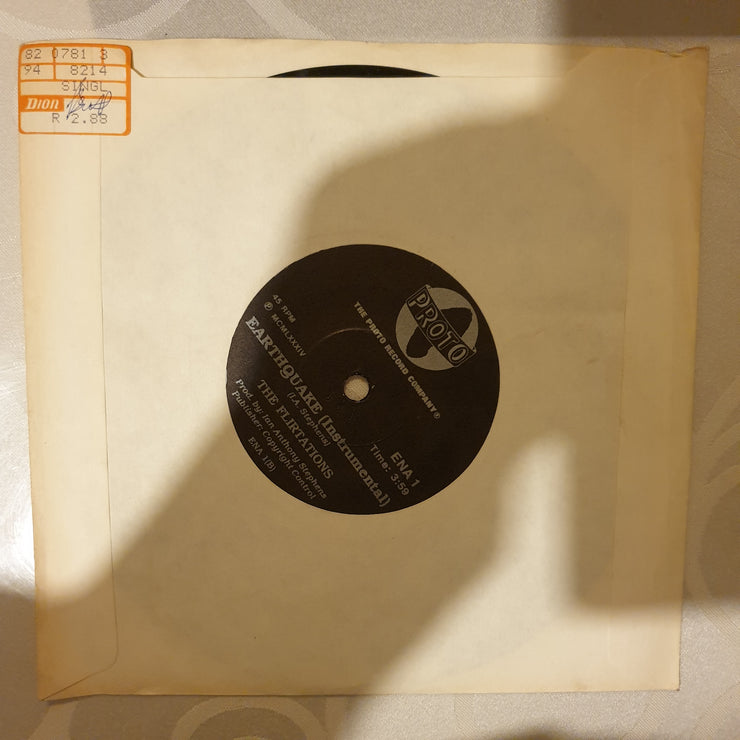 82 0781 3
94 8214
SINGL
Dion
R 2.88
PROTO
THE PROTO RECORD COMPANY®
45 RPM
℗ MCMLXXXIV
ENA 1
Time: 3:59
EARTHQUAKE (Instrumental)
(I.A. Stephens)
THE FLIRTATIONS
Prod. by: Ian Anthony Stephens
Publisher: Copyright Control
ENA 1(B)